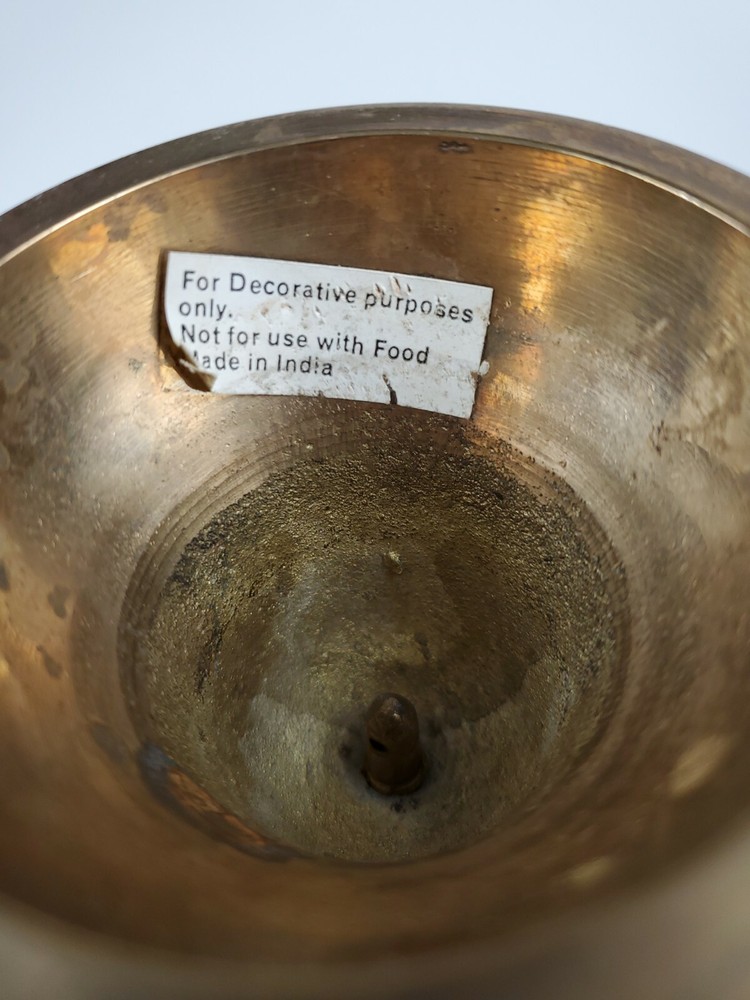 For Decorative purposes
only.
Not for use with Food
Made in India